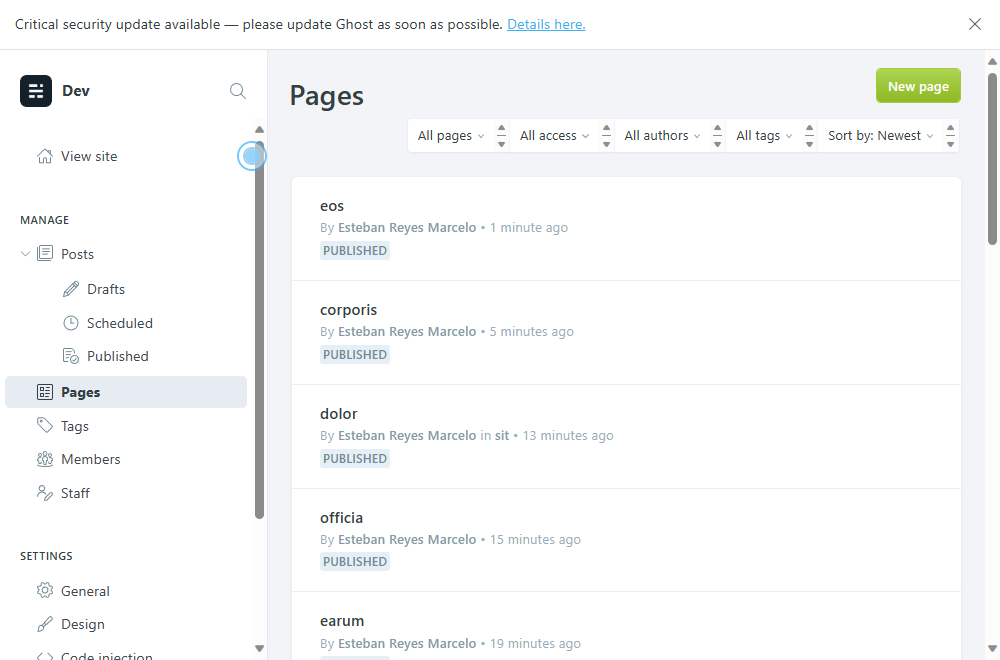 Critical security update available — please update Ghost as soon as possible. Details here.
Dev
View site
MANAGE
Posts
Drafts
Scheduled
Published
Pages
Tags
Members
Staff
SETTINGS
General
Design
Code injection
Pages
New page
All pages
All access
All authors
All tags
Sort by: Newest
eos
By Esteban Reyes Marcelo • 1 minute ago
PUBLISHED
corporis
By Esteban Reyes Marcelo • 5 minutes ago
PUBLISHED
dolor
By Esteban Reyes Marcelo in sit • 13 minutes ago
PUBLISHED
officia
By Esteban Reyes Marcelo • 15 minutes ago
PUBLISHED
earum
By Esteban Reyes Marcelo • 19 minutes ago